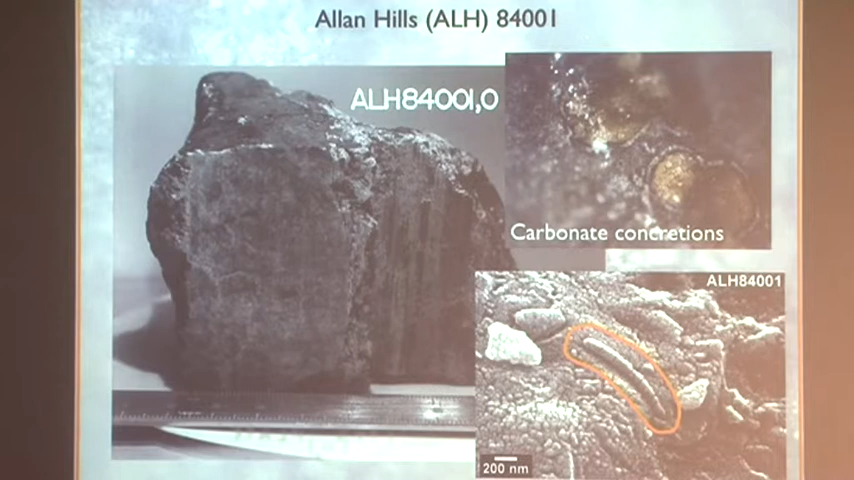 Allan Hills (ALH) 84001
ALH84001,0
Carbonate concretions
ALH84001
200 nm